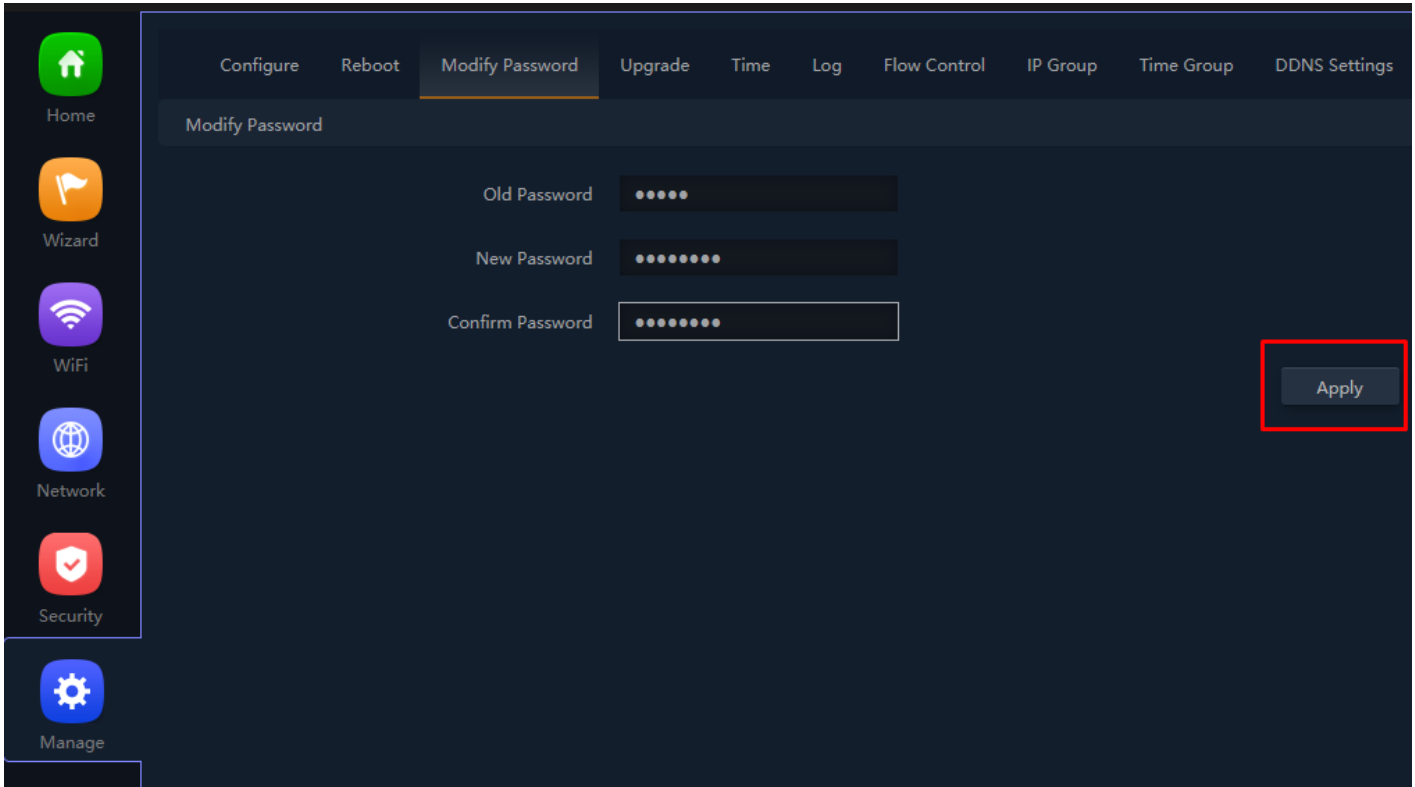 Home
Wizard
WiFi
Network
Security
Manage
Configure Reboot Modify Password Upgrade Time Log Flow Control IP Group Time Group DDNS Settings
Modify Password
Old Password •••••
New Password ••••••••
Confirm Password ••••••••
Apply